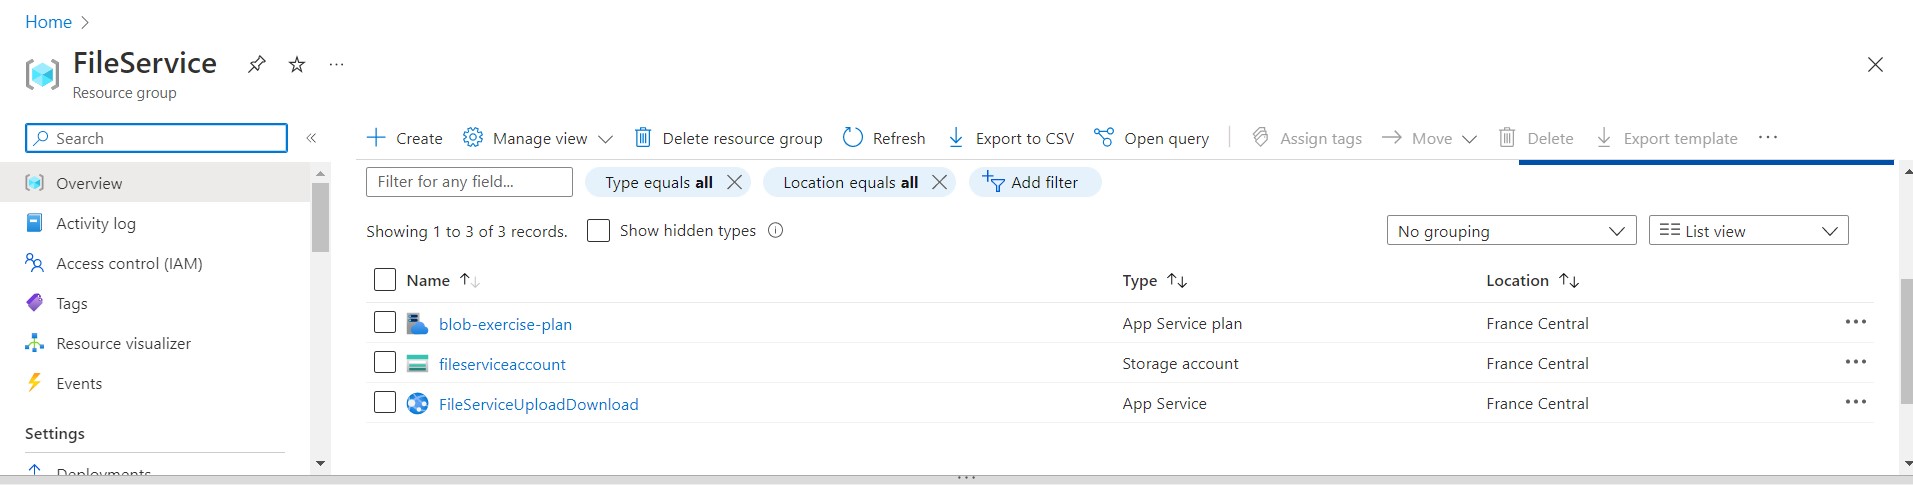 Home
FileService
Resource group
Search
Create
Manage view
Delete resource group
Refresh
Export to CSV
Open query
Assign tags
Move
Delete
Export template
Overview
Activity log
Access control (IAM)
Tags
Resource visualizer
Events
Settings
Deployments
Filter for any field...
Type equals all
Location equals all
Add filter
Showing 1 to 3 of 3 records.
Show hidden types
No grouping
List view
Name Type Location
blob-exercise-plan App Service plan France Central
fileserviceaccount Storage account France Central
FileServiceUploadDownload App Service France Central